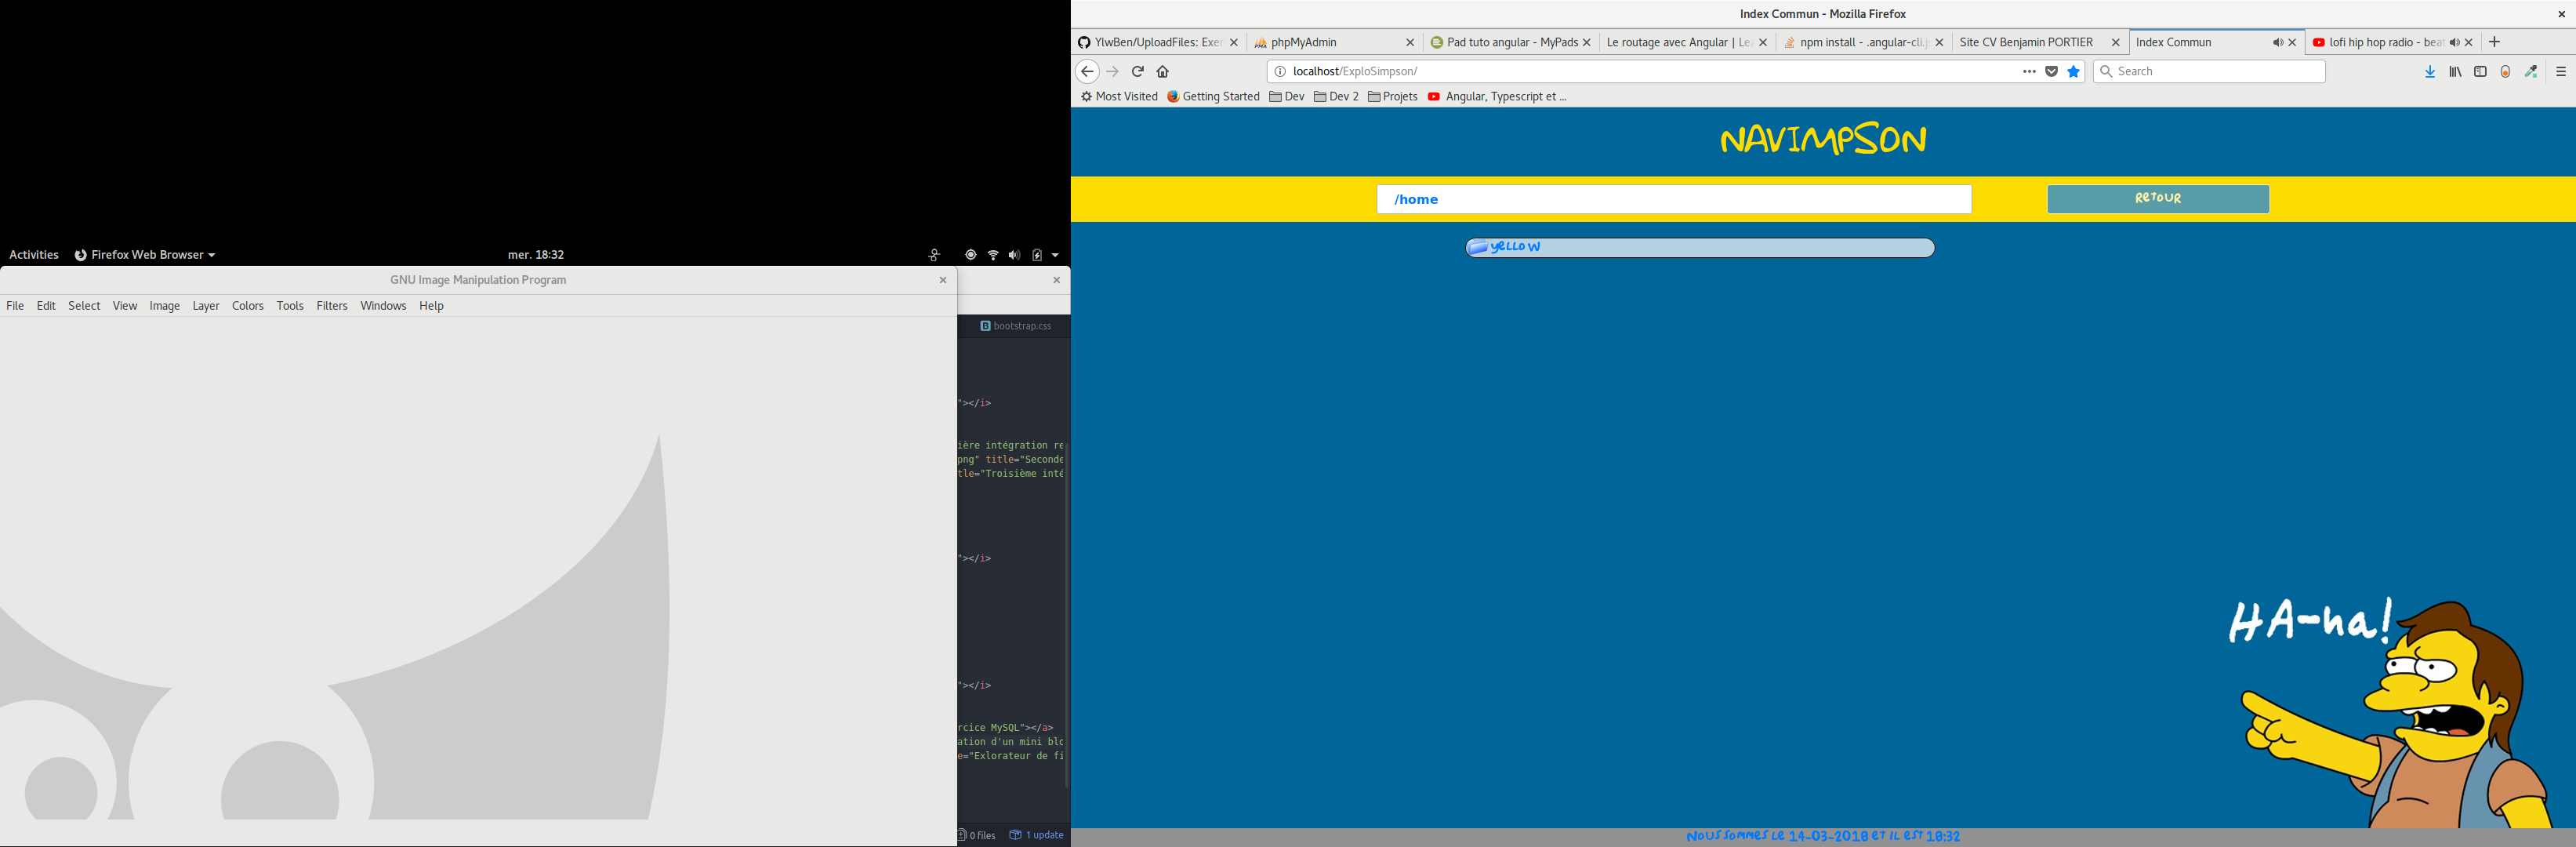 Activities
Firefox Web Browser
mer. 18:32
GNU Image Manipulation Program
File Edit Select View Image Layer Colors Tools Filters Windows Help
bootstrap.css
"></i>
ière intégration re
png" title="Seconde
tle="Troisième inté
"></i>
"></i>
rcice MySQL"></a>
ation d'un mini blo
e="Exlorateur de fi
0 files 1 update
Index Commun - Mozilla Firefox
YlwBen/UploadFiles: Exer phpMyAdmin Pad tuto angular - MyPads Le routage avec Angular | Lea npm install - .angular-cli.j Site CV Benjamin PORTIER Index Commun lofi hip hop radio - beat
localhost/ExploSimpson/ Search
Most Visited Getting Started Dev Dev 2 Projets Angular, Typescript et ...
NAVIMPSON
/home RETOUR
yellow
HA-ha!
Nous sommes le 14-03-2018 et il est 18:32